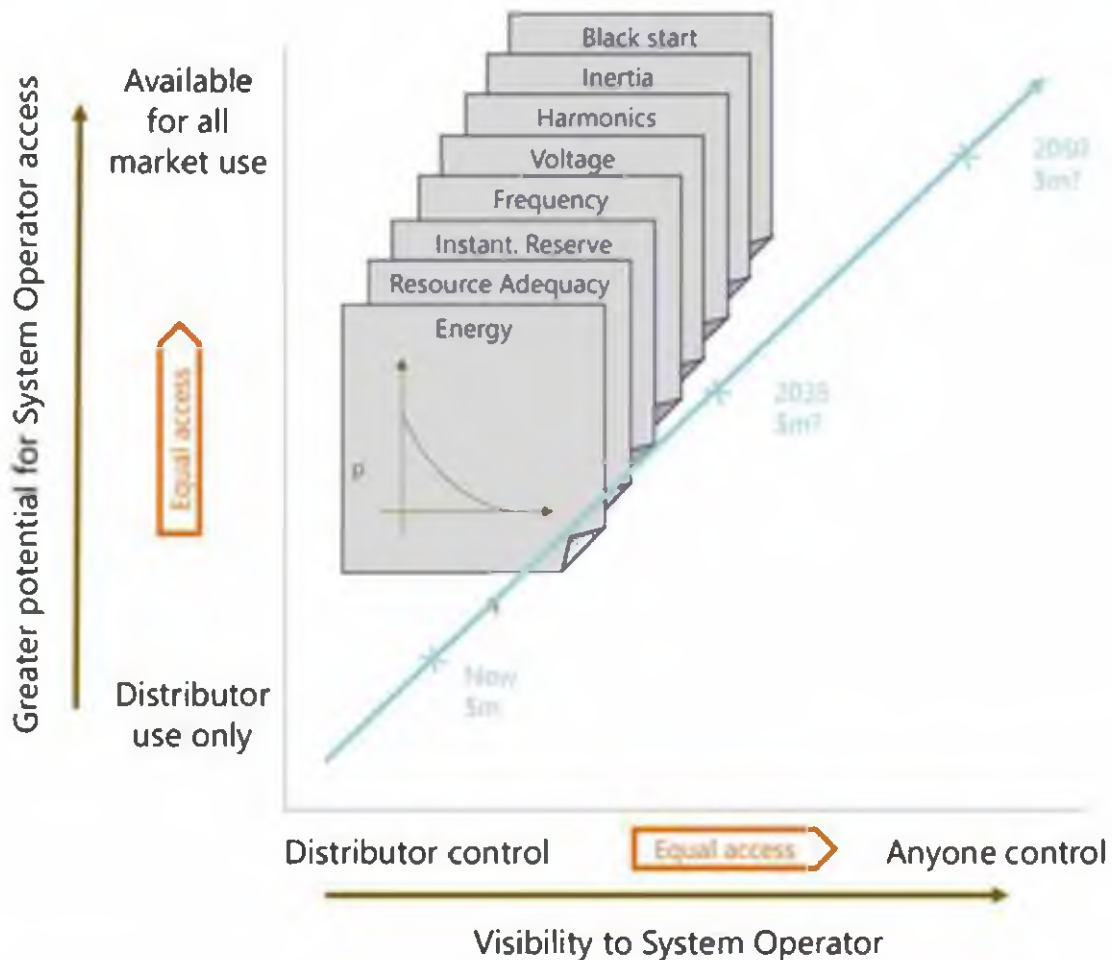 Greater potential for System Operator access
Available
for all
market use
Equal access
Distributor
use only
Black start
Inertia
Harmonics
Voltage
Frequency
Instant. Reserve
Resource Adequacy
Energy
p
$m?
$m?
Now
$m
Distributor control
Equal access
Anyone control
Visibility to System Operator